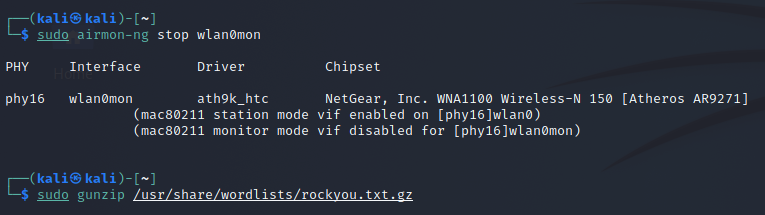 ┌──(kali㉿kali)-[~]
└─$ sudo airmon-ng stop wlan0mon
PHY Interface Driver Chipset
phy16 wlan0mon ath9k_htc NetGear, Inc. WNA1100 Wireless-N 150 [Atheros AR9271]
(mac80211 station mode vif enabled on [phy16]wlan0)
(mac80211 monitor mode vif disabled for [phy16]wlan0mon)
┌──(kali㉿kali)-[~]
└─$ sudo gunzip /usr/share/wordlists/rockyou.txt.gz
Home